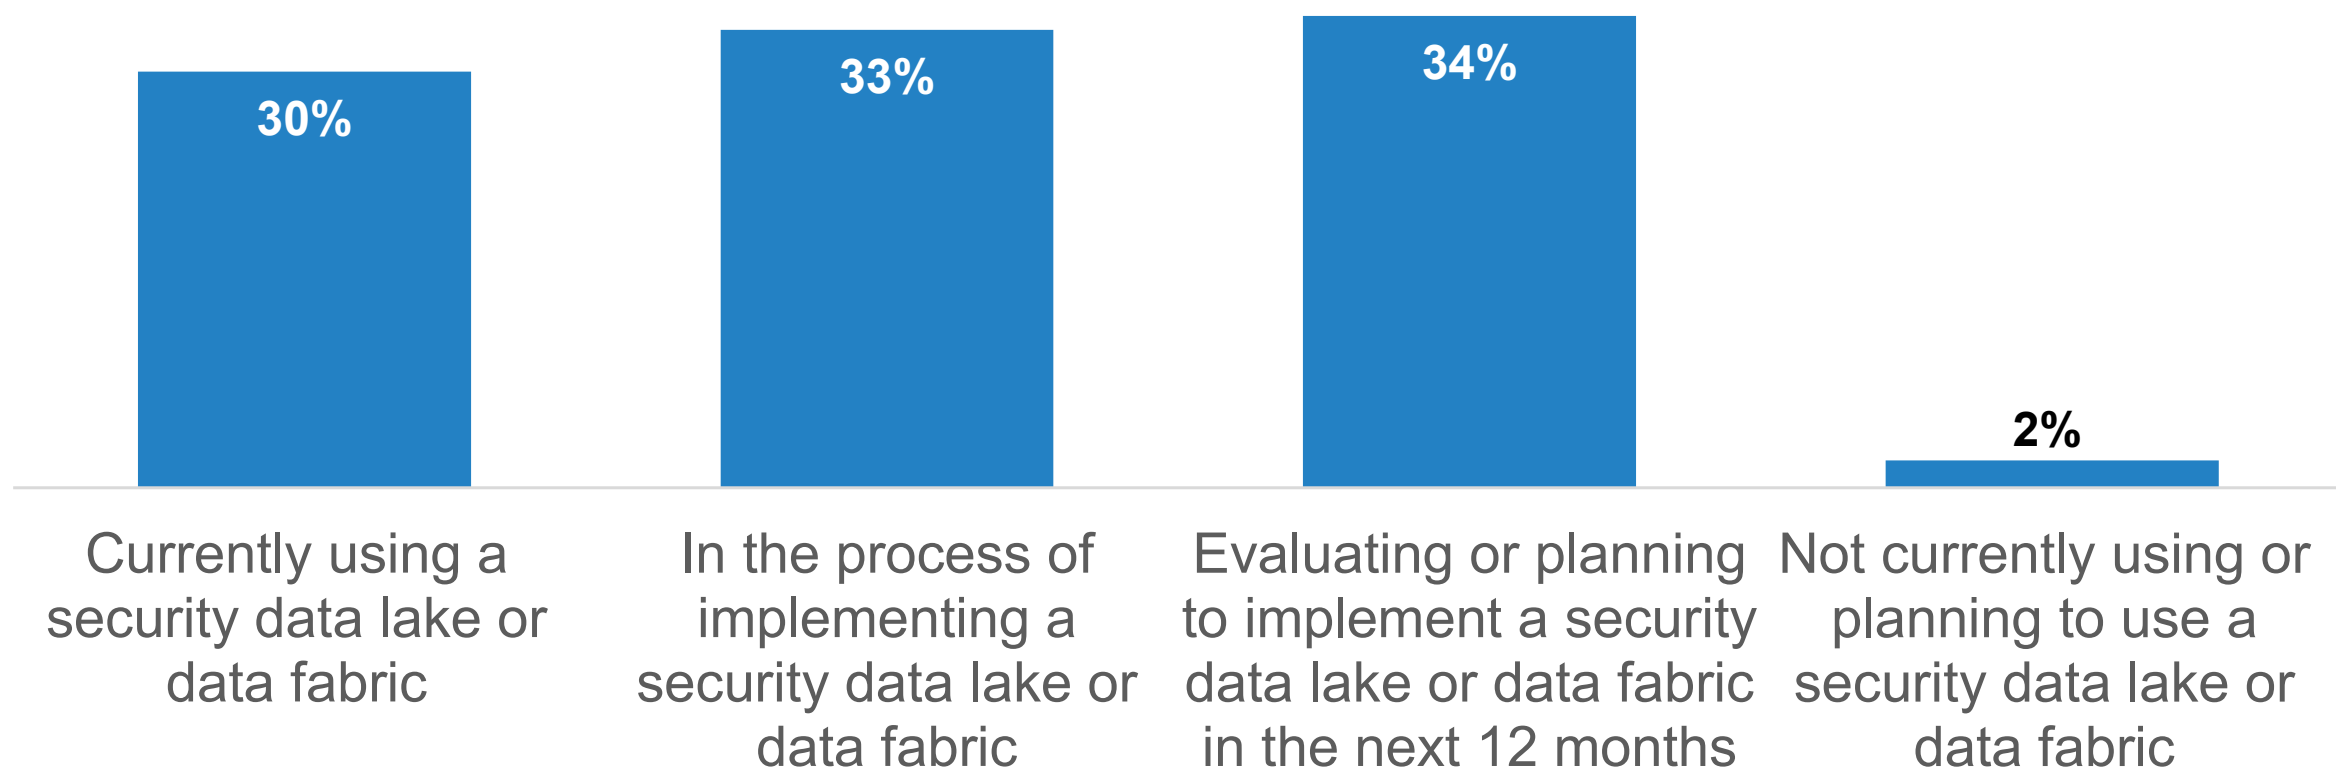 30%
33%
34%
2%
Currently using a
security data lake or
data fabric
In the process of
implementing a
security data lake or
data fabric
Evaluating or planning
to implement a security
data lake or data fabric
in the next 12 months
Not currently using or
planning to use a
security data lake or
data fabric